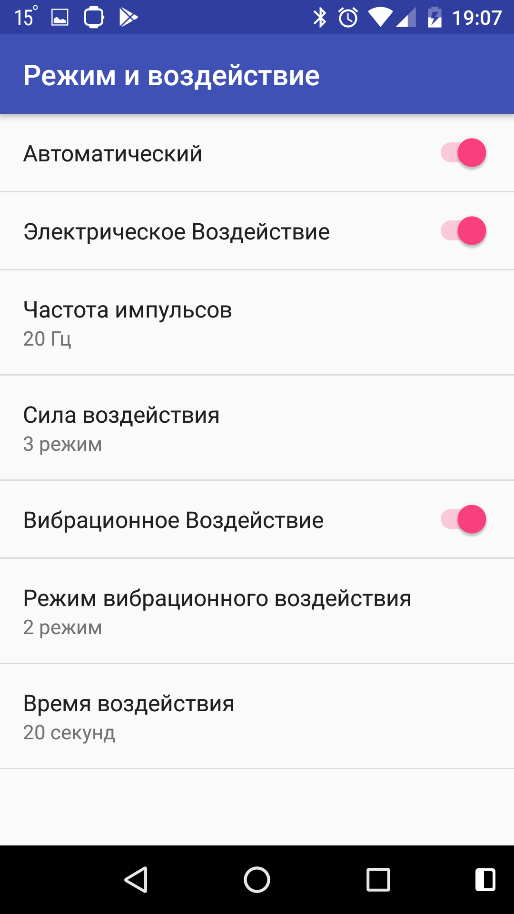 15° 19:07
Режим и воздействие
Автоматический
Электрическое Воздействие
Частота импульсов
20 Гц
Сила воздействия
3 режим
Вибрационное Воздействие
Режим вибрационного воздействия
2 режим
Время воздействия
20 секунд